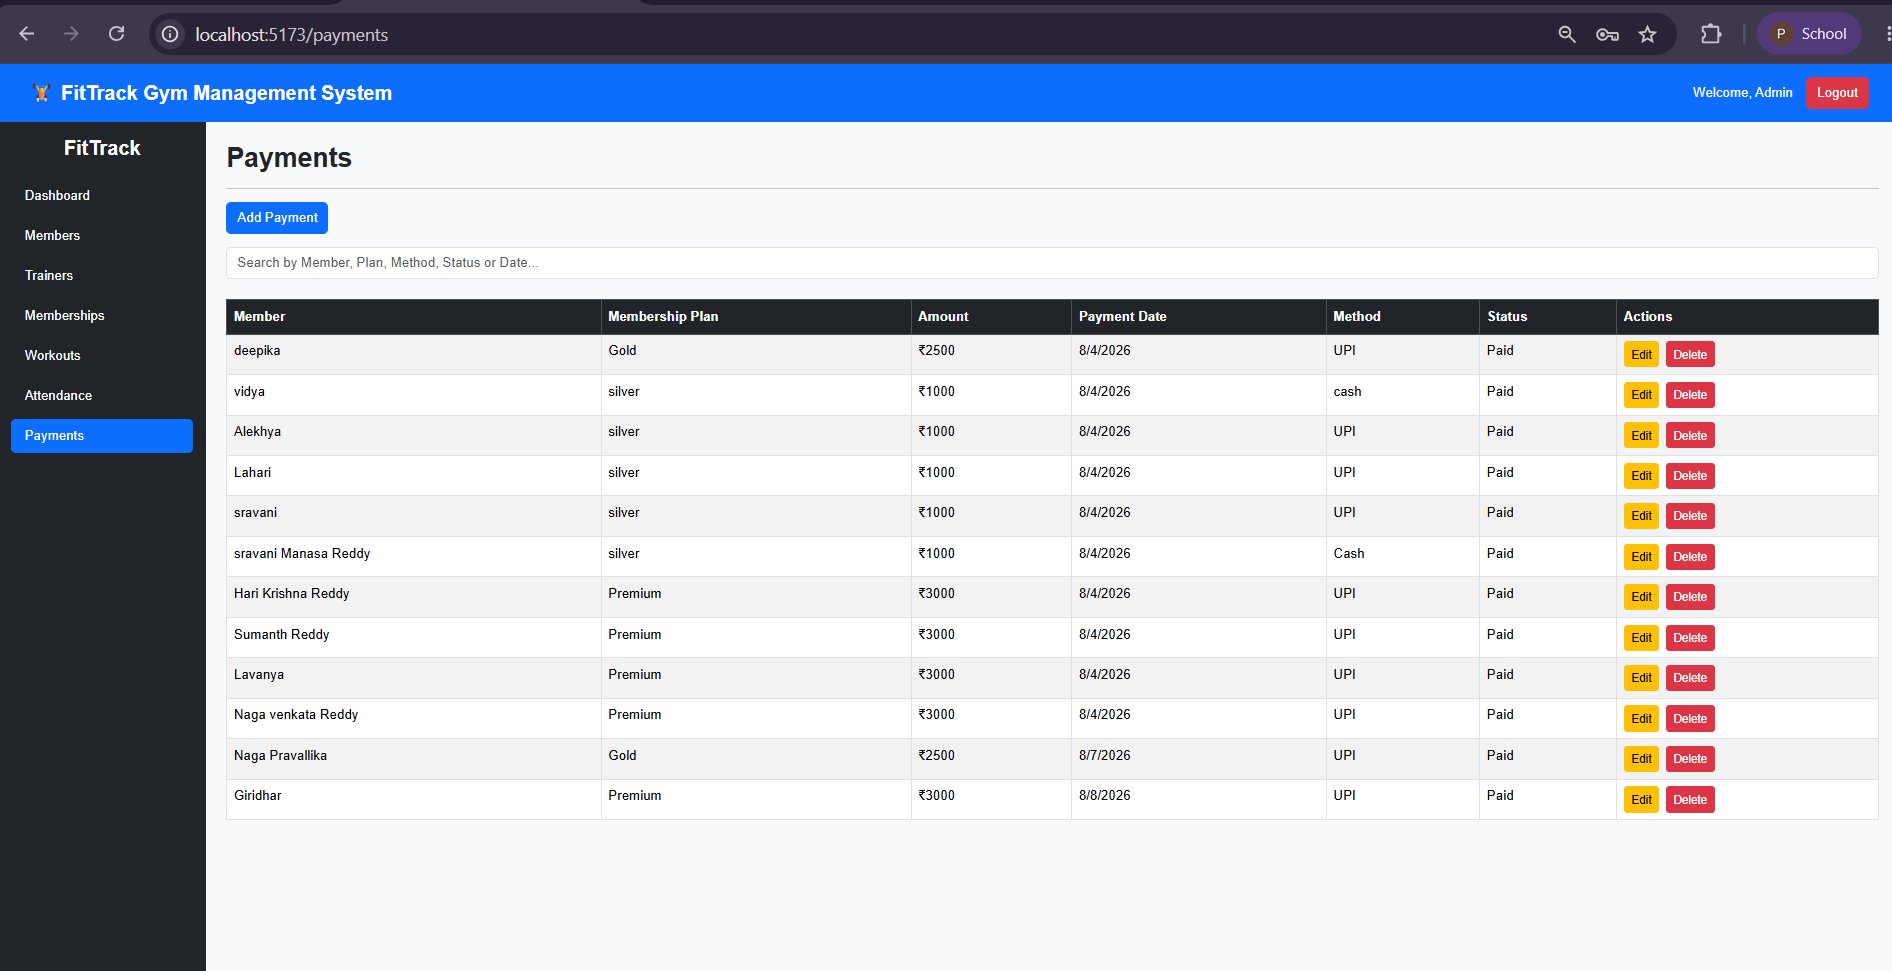 localhost:5173/payments
P School
FitTrack Gym Management System
Welcome, Admin Logout
FitTrack
Dashboard
Members
Trainers
Memberships
Workouts
Attendance
Payments
Payments
Add Payment
Search by Member, Plan, Method, Status or Date...
Member Membership Plan Amount Payment Date Method Status Actions
deepika Gold ₹2500 8/4/2026 UPI Paid Edit Delete
vidya silver ₹1000 8/4/2026 cash Paid Edit Delete
Alekhya silver ₹1000 8/4/2026 UPI Paid Edit Delete
Lahari silver ₹1000 8/4/2026 UPI Paid Edit Delete
sravani silver ₹1000 8/4/2026 UPI Paid Edit Delete
sravani Manasa Reddy silver ₹1000 8/4/2026 Cash Paid Edit Delete
Hari Krishna Reddy Premium ₹3000 8/4/2026 UPI Paid Edit Delete
Sumanth Reddy Premium ₹3000 8/4/2026 UPI Paid Edit Delete
Lavanya Premium ₹3000 8/4/2026 UPI Paid Edit Delete
Naga venkata Reddy Premium ₹3000 8/4/2026 UPI Paid Edit Delete
Naga Pravallika Gold ₹2500 8/7/2026 UPI Paid Edit Delete
Giridhar Premium ₹3000 8/8/2026 UPI Paid Edit Delete